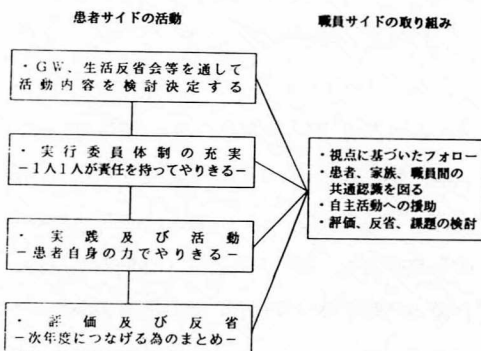 患者サイドの活動
職員サイドの取り組み
・GW、生活反省会等を通して
活動内容を検討決定する
・実行委員体制の充実
－1人1人が責任を持ってやりきる－
・実践及び活動
－患者自身の力でやりきる－
・評価及び反省
－次年度につなげる為のまとめ－
・視点に基づいたフォロー
・患者、家族、職員間の
共通認識を図る
・自主活動への援助
・評価、反省、課題の検討